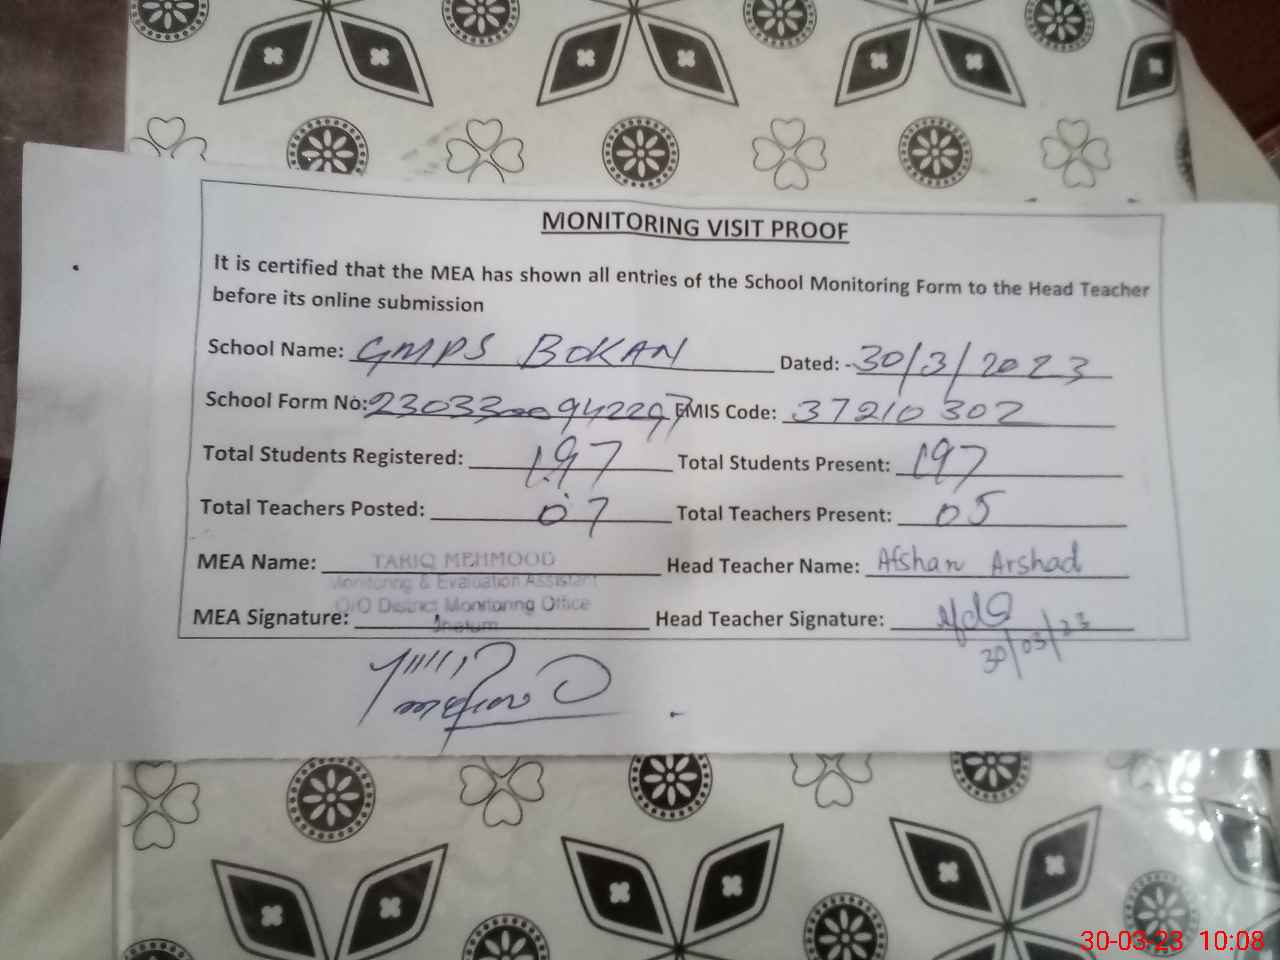 MONITORING VISIT PROOF
It is certified that the MEA has shown all entries of the School Monitoring Form to the Head Teacher
before its online submission
School Name: GMPS BOKAN Dated: - 30/3/2023
School Form No: 2303300942297 EMIS Code: 37210302
Total Students Registered: 197 Total Students Present: 197
Total Teachers Posted: 07 Total Teachers Present: 05
MEA Name: TARIQ MEHMOOD Head Teacher Name: Afshan Arshad
Monitoring & Evaluation Assistant
O/O District Monitoring Office
MEA Signature: Jhelum Head Teacher Signature:
30/03/23
30-03-23 10:08